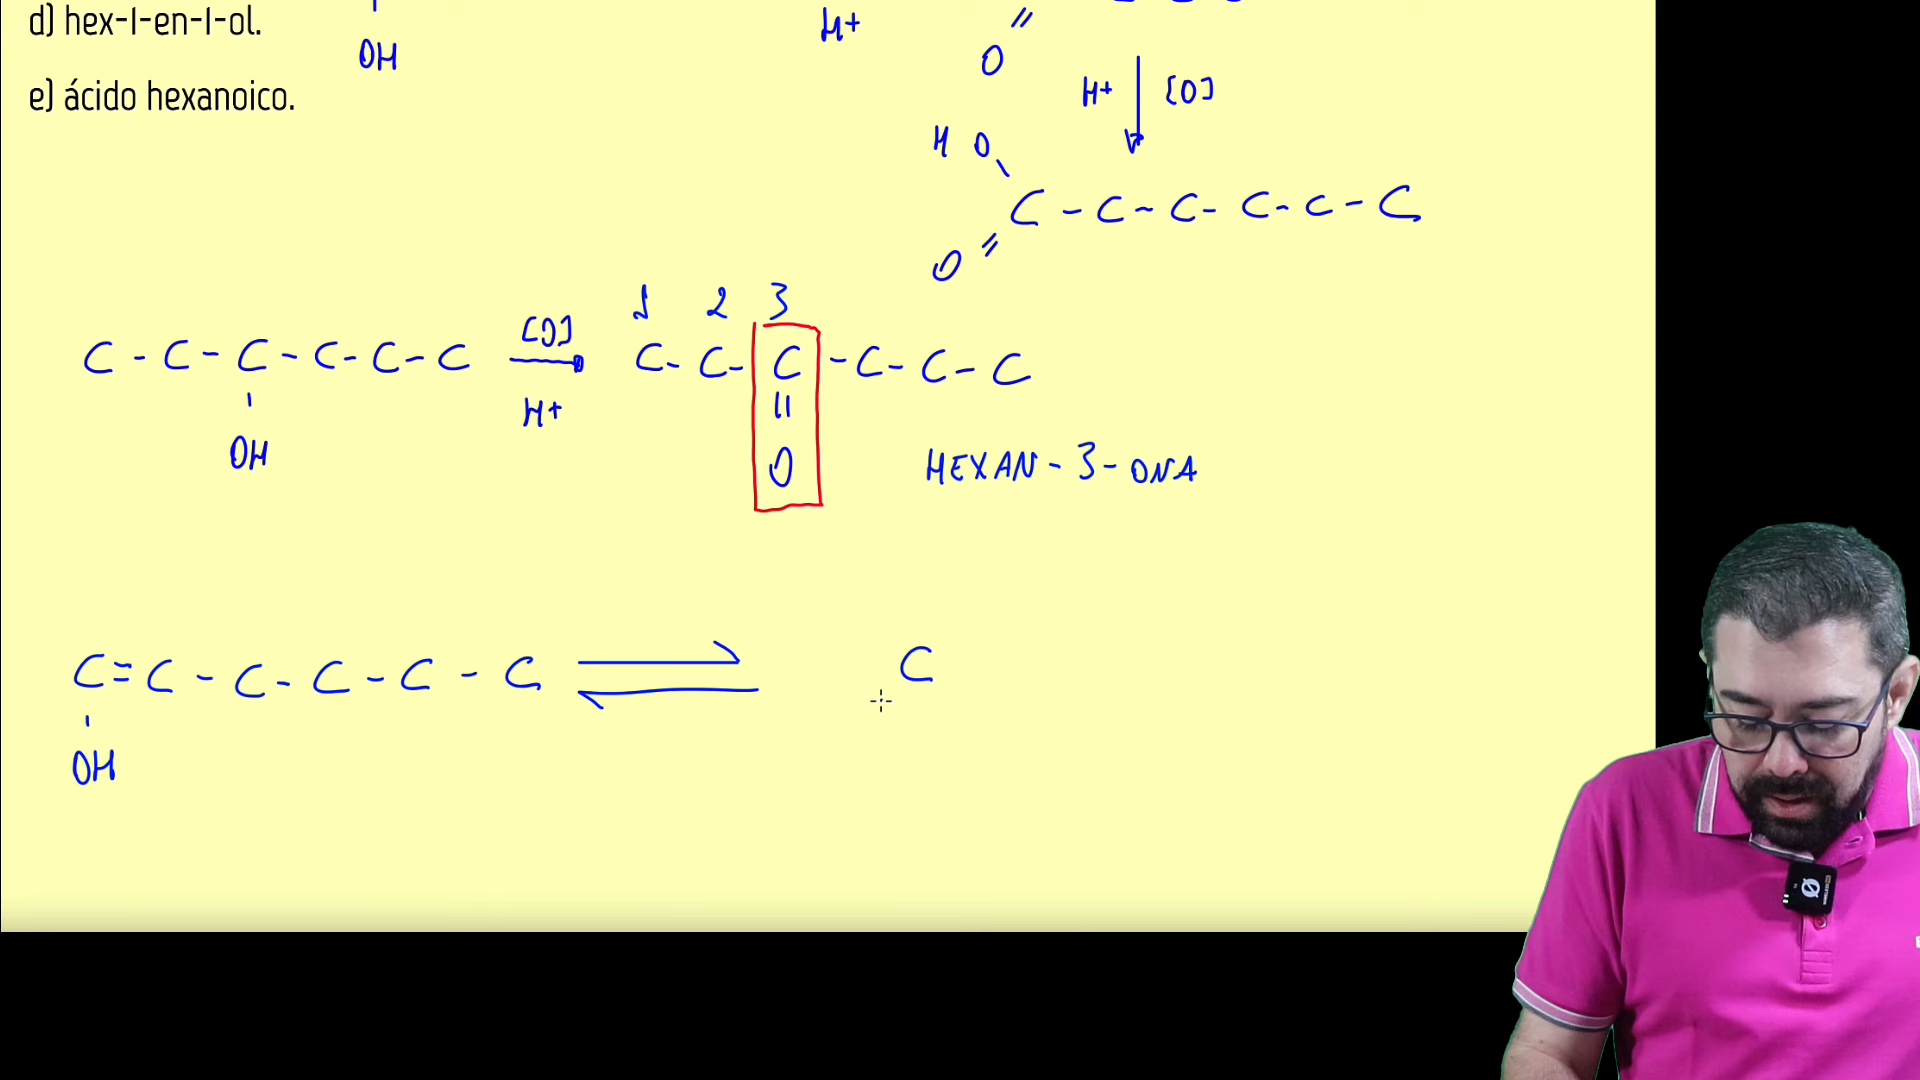 d) hex-1-en-1-ol.
OH
H+
O
e) ácido hexanoico.
H+ [O]
H O
C - C - C - C - C - C
O
1 2 3
C - C - C - C - C - C [O] C - C - C - C - C - C
H+
OH O HEXAN - 3 - ONA
C = C - C - C - C - C C
OH